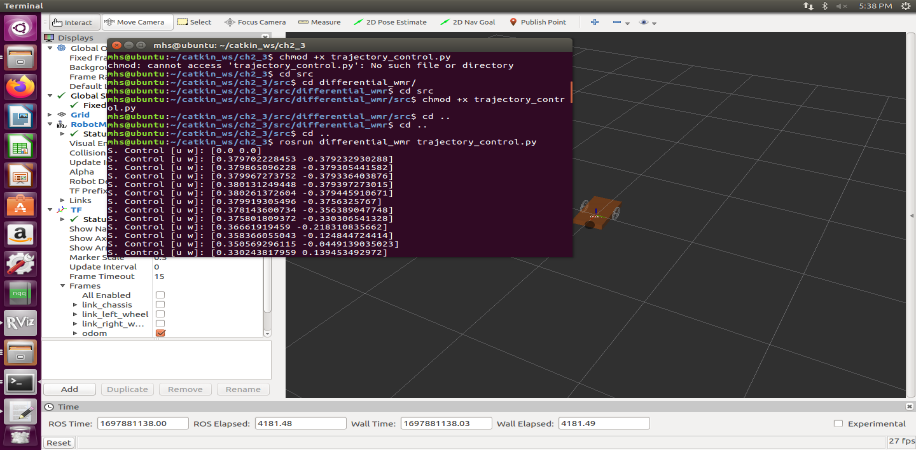 Terminal
5:38 PM
Interact
Move Camera
Select
Focus Camera
Measure
2D Pose Estimate
2D Nav Goal
Publish Point
Displays
Global O
Fixed Fra
Backgrou
Frame Ra
Default L
Global S
Fixed
Grid
RobotM
Status
Visual En
Collision
Update I
Alpha
Robot De
TF Prefix
Links
TF
Status
Show Na
Show Ax
Show Arr
Marker Scale
0.5
Update Interval
0
Frame Timeout
15
Frames
All Enabled
link_chassis
link_left_wheel
link_right_w...
odom
mhs@ubuntu: ~/catkin_ws/ch2_3
mhs@ubuntu:~/catkin_ws/ch2_3$ chmod +x trajectory_control.py
chmod: cannot access 'trajectory_control.py': No such file or directory
mhs@ubuntu:~/catkin_ws/ch2_3$ cd src
mhs@ubuntu:~/catkin_ws/ch2_3/src$ cd differential_wmr/
mhs@ubuntu:~/catkin_ws/ch2_3/src/differential_wmr$ cd src
mhs@ubuntu:~/catkin_ws/ch2_3/src/differential_wmr/src$ chmod +x trajectory_contr
ol.py
mhs@ubuntu:~/catkin_ws/ch2_3/src/differential_wmr/src$ cd ..
mhs@ubuntu:~/catkin_ws/ch2_3/src/differential_wmr$ cd ..
mhs@ubuntu:~/catkin_ws/ch2_3/src$ cd ..
mhs@ubuntu:~/catkin_ws/ch2_3$ rosrun differential_wmr trajectory_control.py
S. Control [u w]: [0.0 0.0]
S. Control [u w]: [0.379702228453 -0.379232930288]
S. Control [u w]: [0.379865096228 -0.379305441582]
S. Control [u w]: [0.379967273752 -0.379336403876]
S. Control [u w]: [0.380131249448 -0.379397273015]
S. Control [u w]: [0.380261372604 -0.379445910671]
S. Control [u w]: [0.379919305496 -0.3756325767]
S. Control [u w]: [0.378143600734 -0.356389047748]
S. Control [u w]: [0.375801809372 -0.330306541328]
S. Control [u w]: [0.36661919459 -0.218310835662]
S. Control [u w]: [0.358366055043 -0.124844724414]
S. Control [u w]: [0.350569296115 -0.0449139035023]
S. Control [u w]: [0.330243817959 0.139453492972]
Add
Duplicate
Remove
Rename
Time
ROS Time:
1697881138.00
ROS Elapsed:
4181.48
Wall Time:
1697881138.03
Wall Elapsed:
4181.49
Experimental
Reset
27 fps
RViz